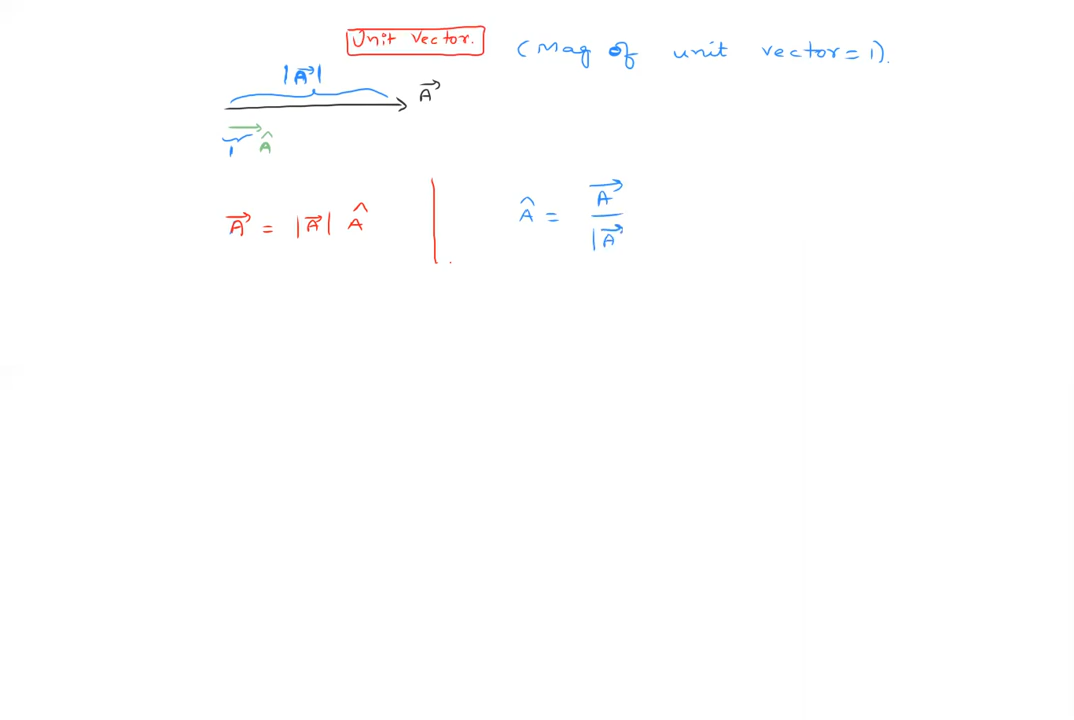 Unit Vector. (Mag of unit vector = 1).
|A⃗|
A⃗
1 Â
A⃗ = |A⃗| Â
Â = A⃗ / |A⃗